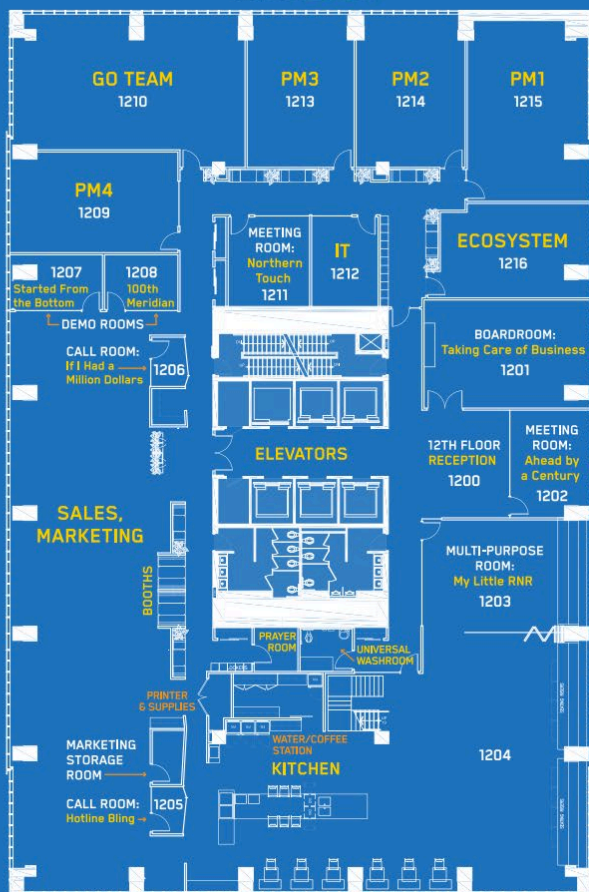 GO TEAM
1210
PM3
1213
PM2
1214
PM1
1215
PM4
1209
MEETING
ROOM:
Northern
Touch
1211
IT
1212
ECOSYSTEM
1216
1207
Started From
the Bottom
1208
100th
Meridian
DEMO ROOMS
CALL ROOM:
If I Had a
Million Dollars
1206
BOARDROOM:
Taking Care of Business
1201
ELEVATORS
12TH FLOOR
RECEPTION
1200
MEETING
ROOM:
Ahead by
a Century
1202
SALES,
MARKETING
BOOTHS
MULTI-PURPOSE
ROOM:
My Little RNR
1203
PRAYER
ROOM
UNIVERSAL
WASHROOM
PRINTER
& SUPPLIES
WATER/COFFEE
STATION
KITCHEN
1204
MARKETING
STORAGE
ROOM
CALL ROOM:
Hotline Bling
1205